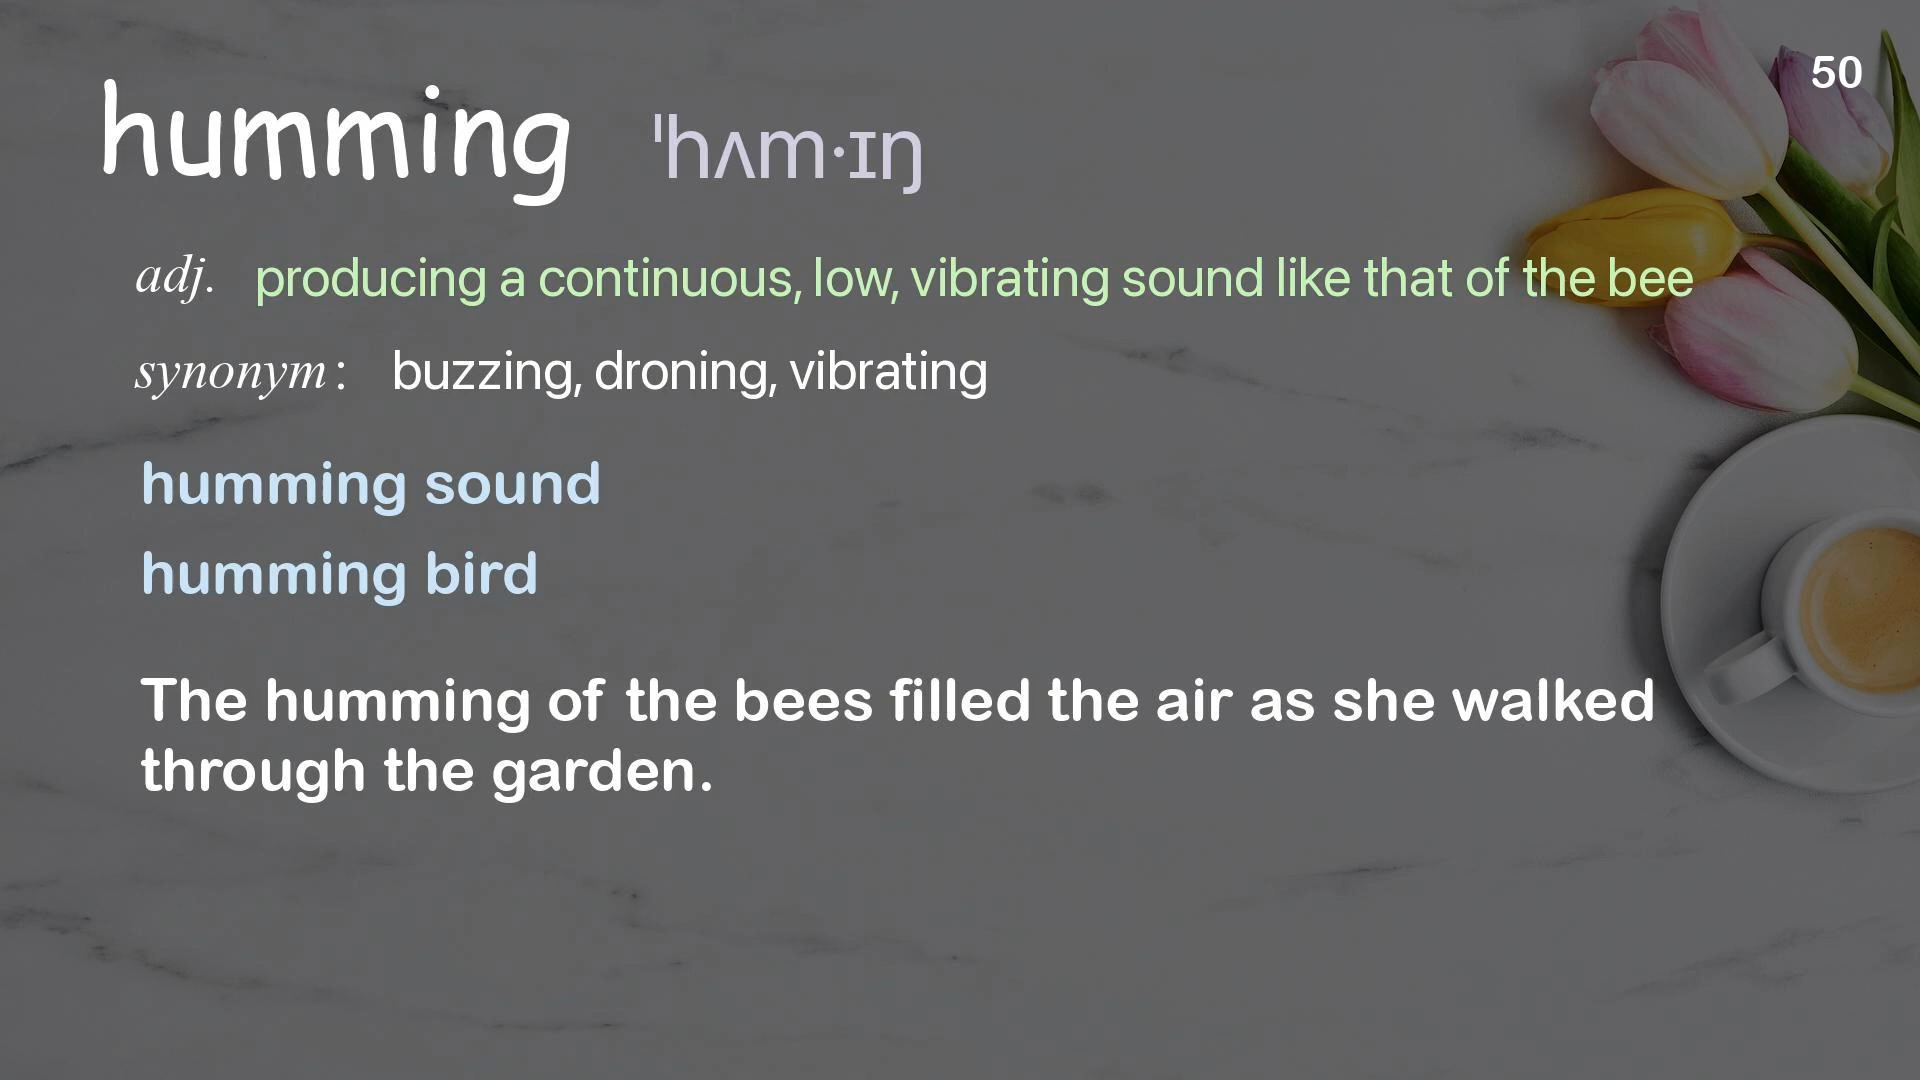 50
humming ˈhʌm·ɪŋ
adj. producing a continuous, low, vibrating sound like that of the bee
synonym: buzzing, droning, vibrating
humming sound
humming bird
The humming of the bees filled the air as she walked
through the garden.